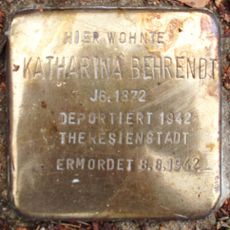 HIER WOHNTE
KATHARINA BEHRENDT
JG. 1872
DEPORTIERT 1942
THERESIENSTADT
ERMORDET 8.8.1942